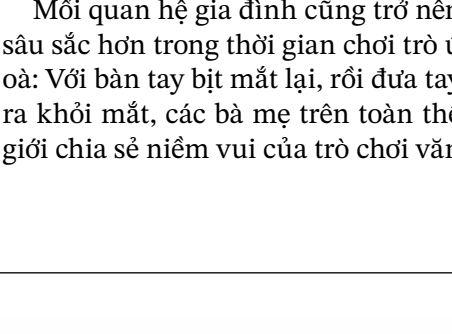 Mối quan hệ gia đình cũng trở nên
sâu sắc hơn trong thời gian chơi trò ú
oà: Với bàn tay bịt mắt lại, rồi đưa tay
ra khỏi mắt, các bà mẹ trên toàn thế
giới chia sẻ niềm vui của trò chơi văn